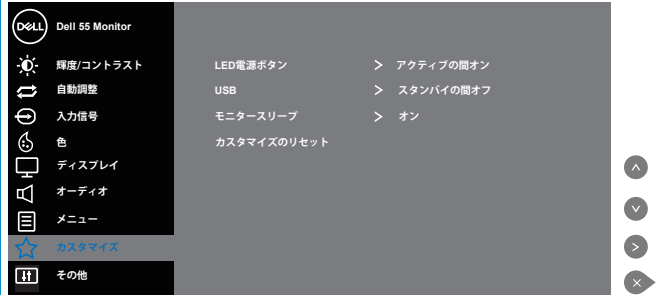 DELL Dell 55 Monitor
輝度/コントラスト
自動調整
入力信号
色
ディスプレイ
オーディオ
メニュー
カスタマイズ
その他
LED電源ボタン > アクティブの間オン
USB > スタンバイの間オフ
モニタースリープ > オン
カスタマイズのリセット